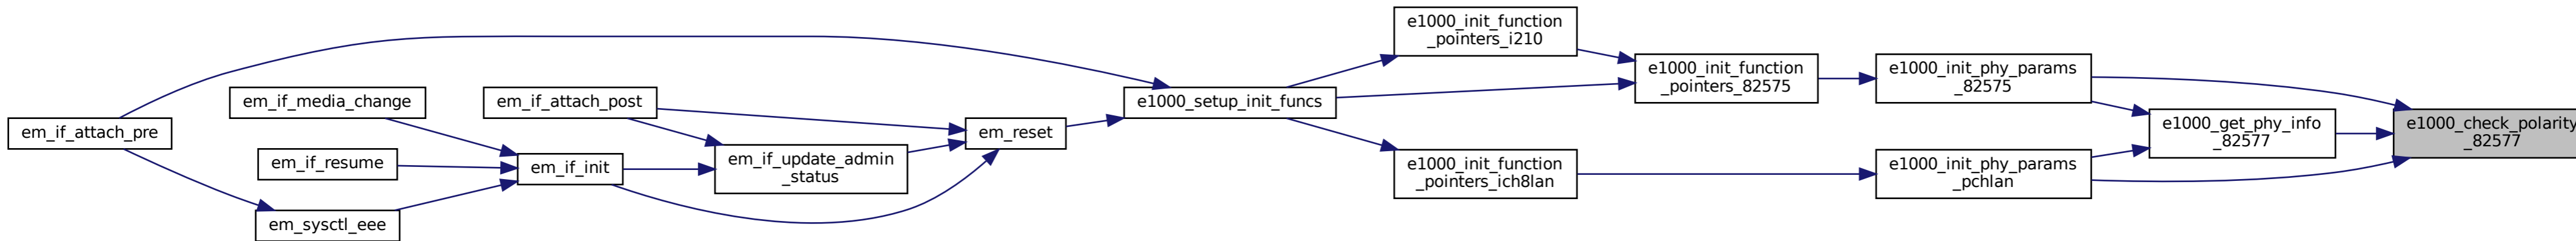 em_if_attach_pre
em_if_media_change
em_if_resume
em_sysctl_eee
em_if_attach_post
em_if_init
em_if_update_admin
_status
em_reset
e1000_setup_init_funcs
e1000_init_function
_pointers_i210
e1000_init_function
_pointers_ich8lan
e1000_init_function
_pointers_82575
e1000_init_phy_params
_82575
e1000_init_phy_params
_pchlan
e1000_get_phy_info
_82577
e1000_check_polarity
_82577